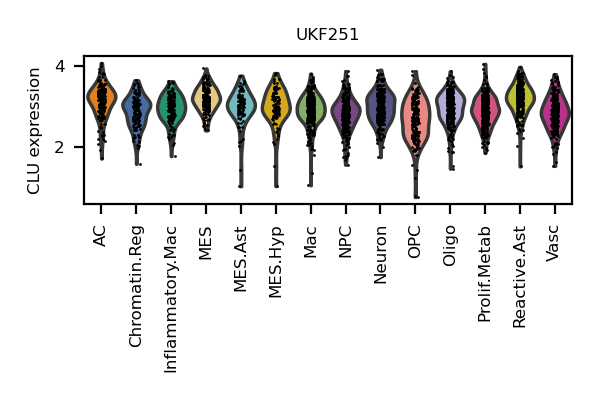 UKF251
CLU expression
4
2
AC
Chromatin.Reg
Inflammatory.Mac
MES
MES.Ast
MES.Hyp
Mac
NPC
Neuron
OPC
Oligo
Prolif.Metab
Reactive.Ast
Vasc